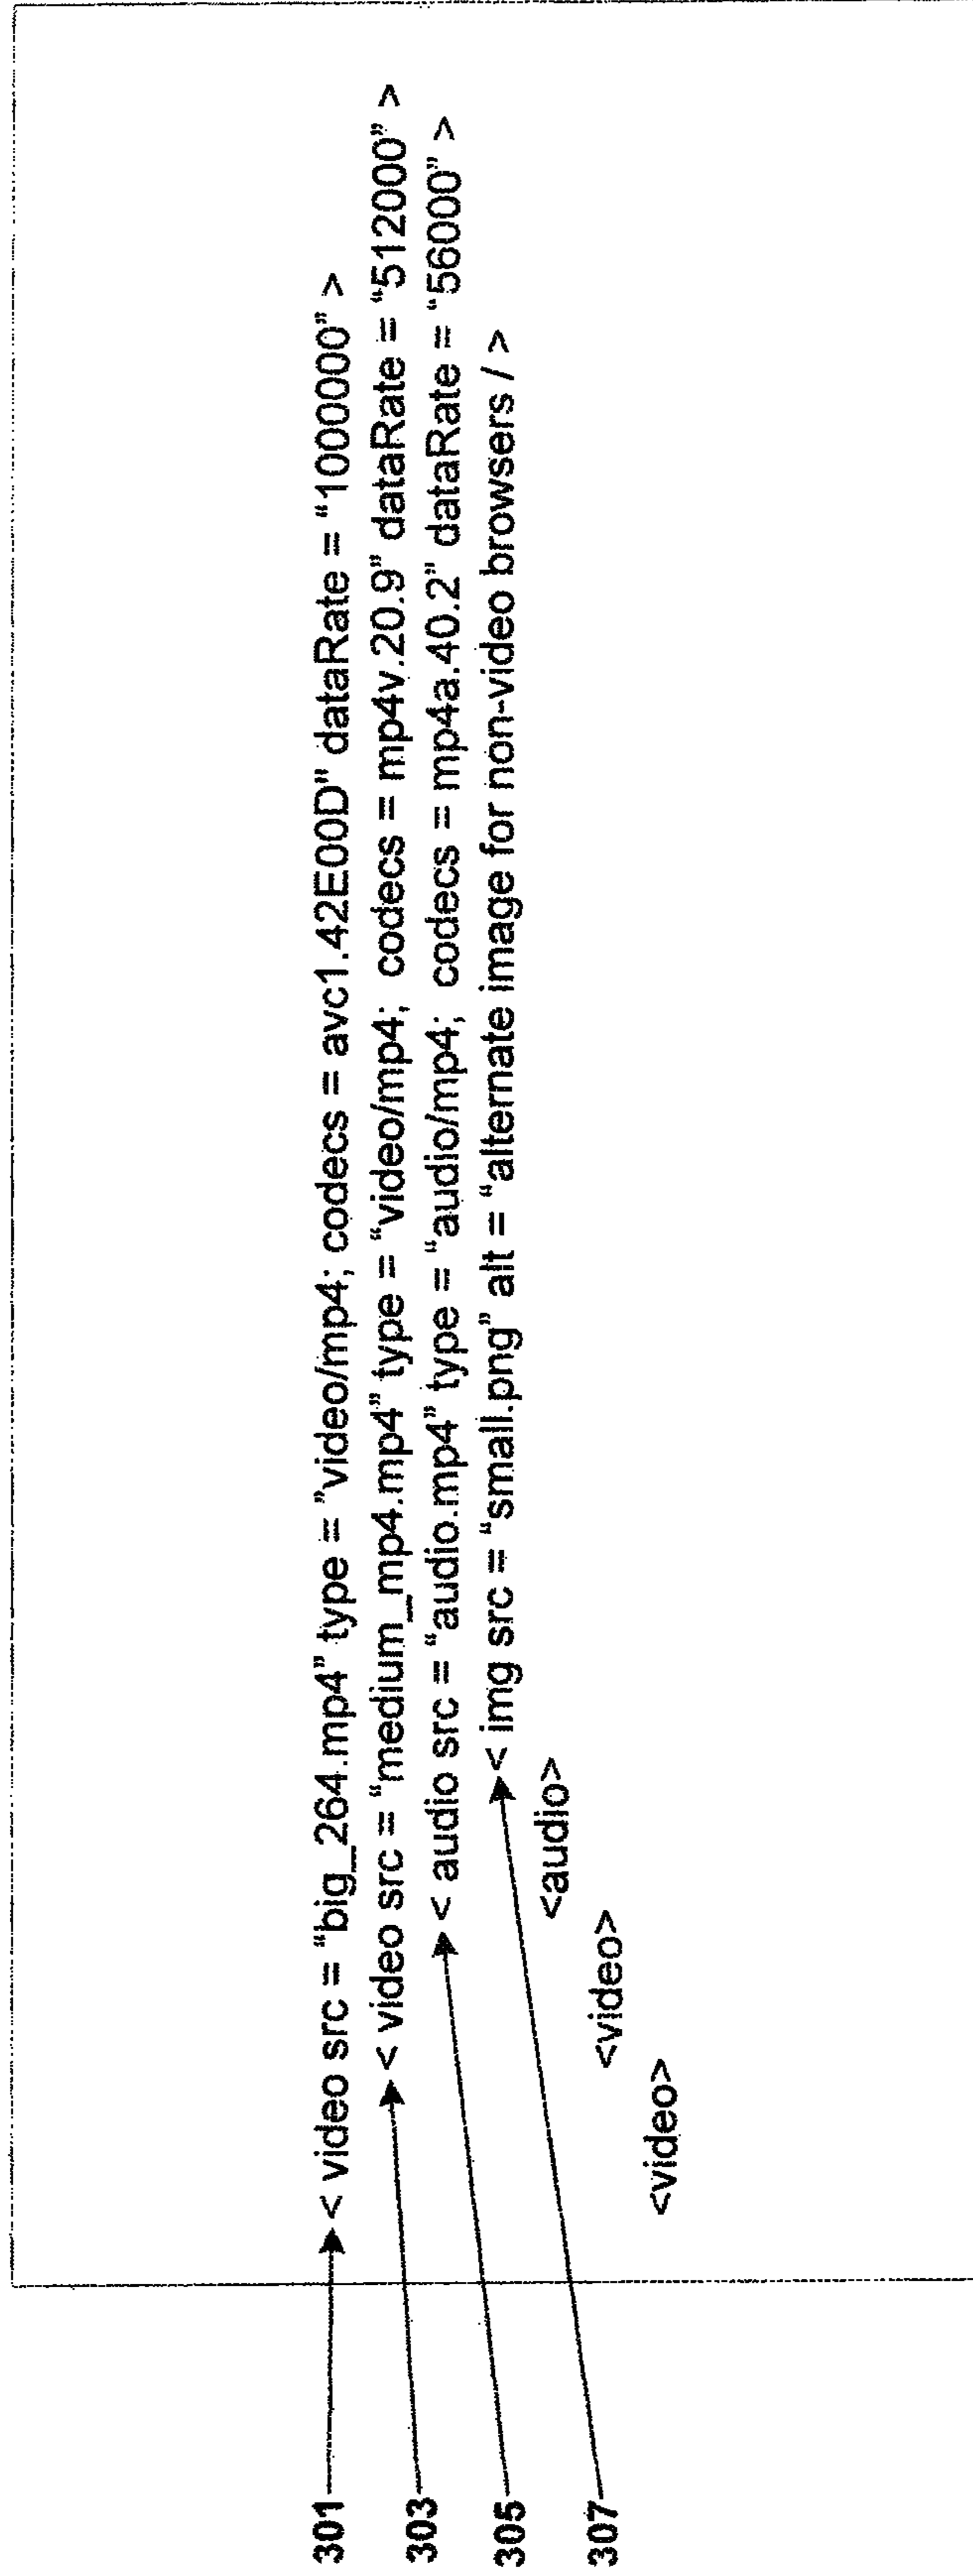 301 < video src = “big_264.mp4” type = ”video/mp4; codecs = avc1.42E00D" dataRate = “1000000” >
303 < video src = “medium_mp4.mp4” type = “video/mp4; codecs = mp4v.20.9” dataRate = “512000” >
305 < audio src = “audio.mp4” type = “audio/mp4; codecs = mp4a.40.2” dataRate = “56000” >
307 < img src = “small.png” alt = “alternate image for non-video browsers / >
<audio>
<video>
<video>